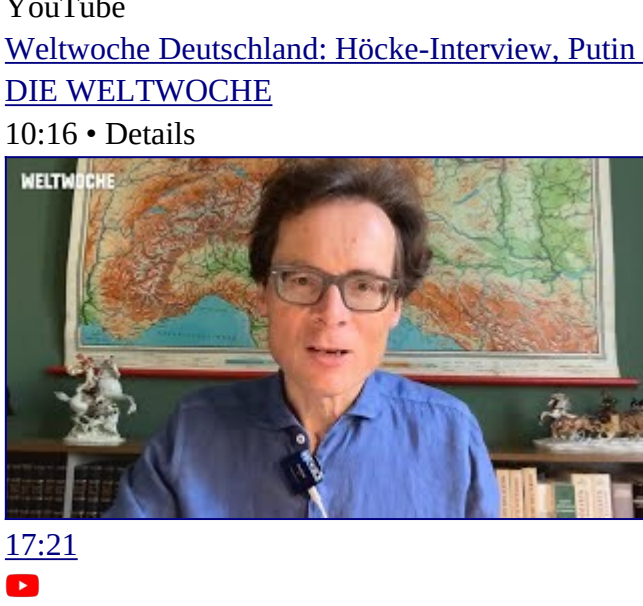 YouTube
Weltwoche Deutschland: Höcke-Interview, Putin
DIE WELTWOCHE
10:16 • Details
WELTWOCHE
17:21